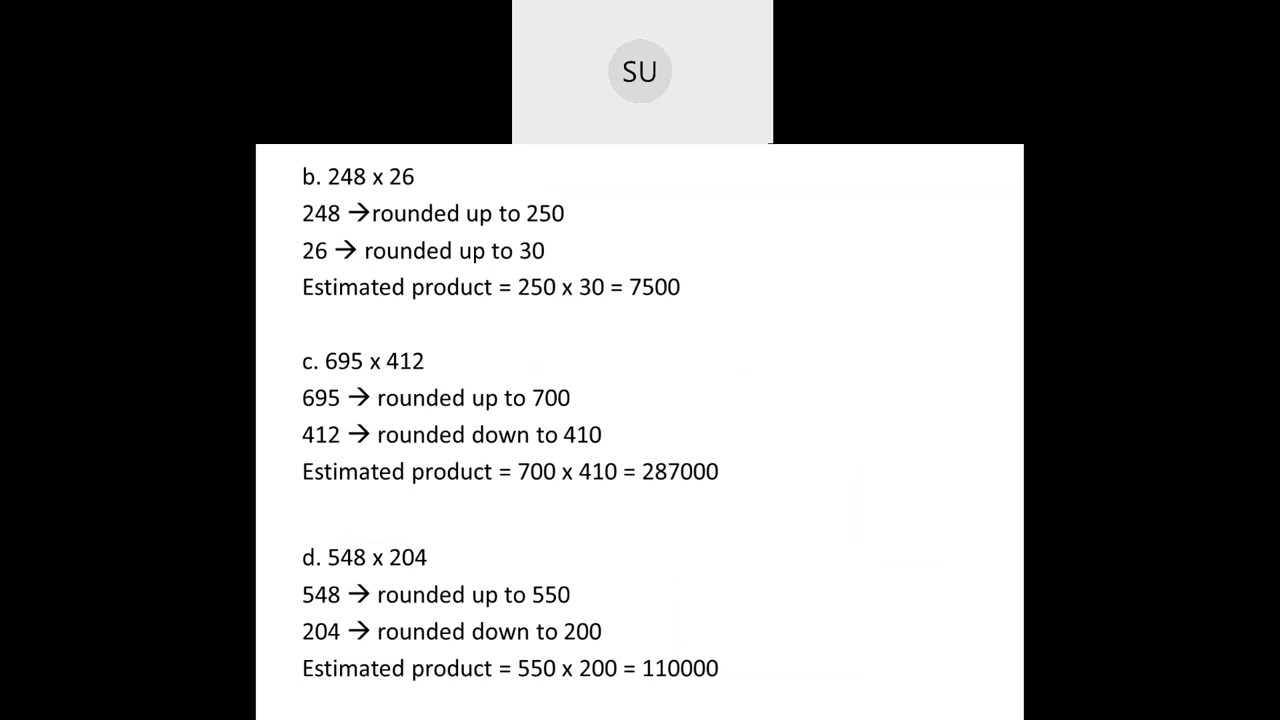 SU
b. 248 x 26
248 →rounded up to 250
26 → rounded up to 30
Estimated product = 250 x 30 = 7500
c. 695 x 412
695 → rounded up to 700
412 → rounded down to 410
Estimated product = 700 x 410 = 287000
d. 548 x 204
548 → rounded up to 550
204 → rounded down to 200
Estimated product = 550 x 200 = 110000